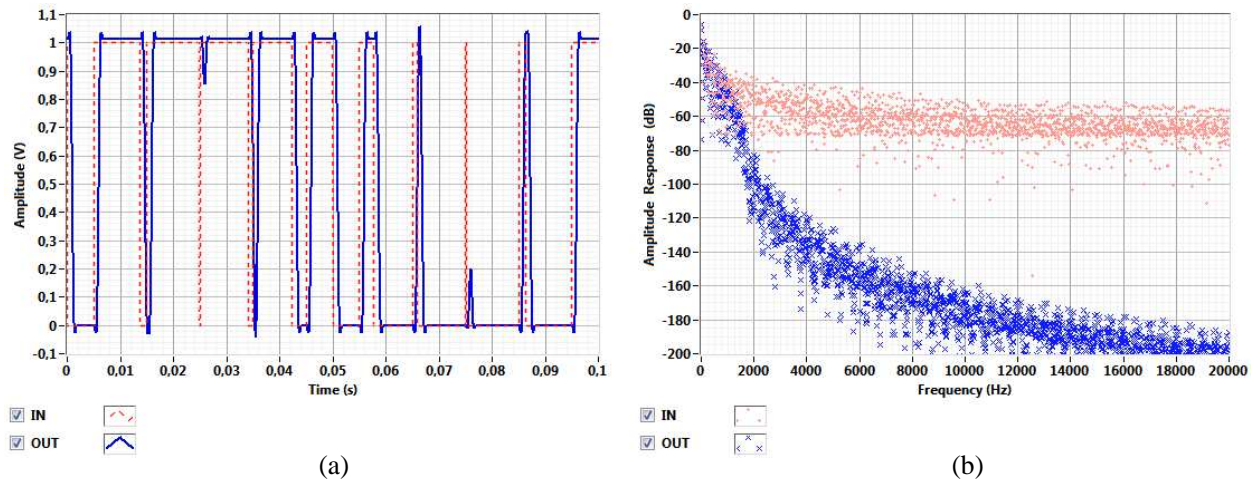 1,1
1
0,9
0,8
0,7
0,6
0,5
0,4
0,3
0,2
0,1
0
-0,1
Amplitude (V)
0 0,01 0,02 0,03 0,04 0,05 0,06 0,07 0,08 0,09 0,1
Time (s)
IN
OUT
(a)
0
-20
-40
-60
-80
-100
-120
-140
-160
-180
-200
Amplitude Response (dB)
0 2000 4000 6000 8000 10000 12000 14000 16000 18000 20000
Frequency (Hz)
IN
OUT
(b)